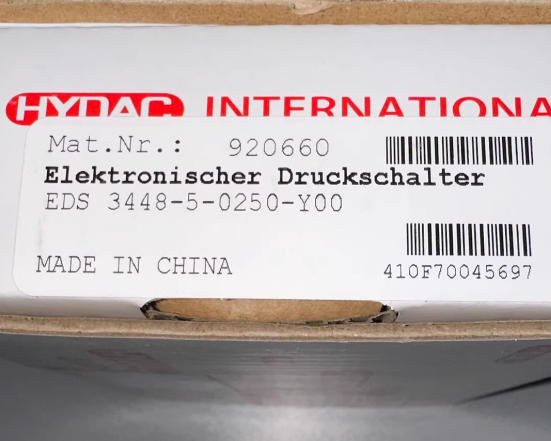 HYDAC INTERNATIONA
Mat.Nr.: 920660
Elektronischer Druckschalter
EDS 3448-5-0250-Y00
MADE IN CHINA
410F70045697